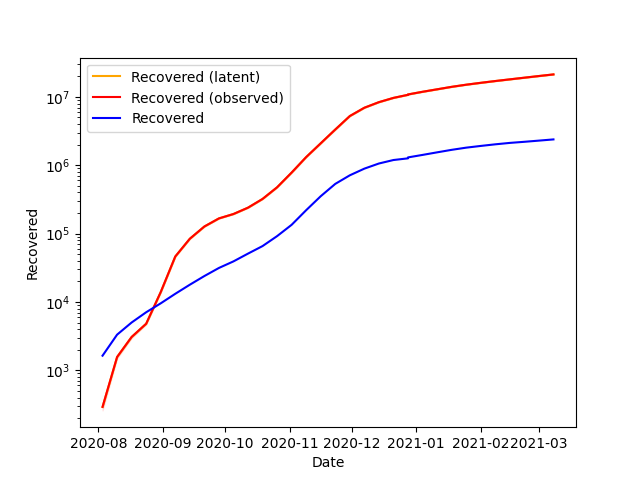 Recovered (latent)
Recovered (observed)
Recovered
10^7
10^6
10^5
10^4
10^3
Recovered
2020-08 2020-09 2020-10 2020-11 2020-12 2021-01 2021-02 2021-03
Date